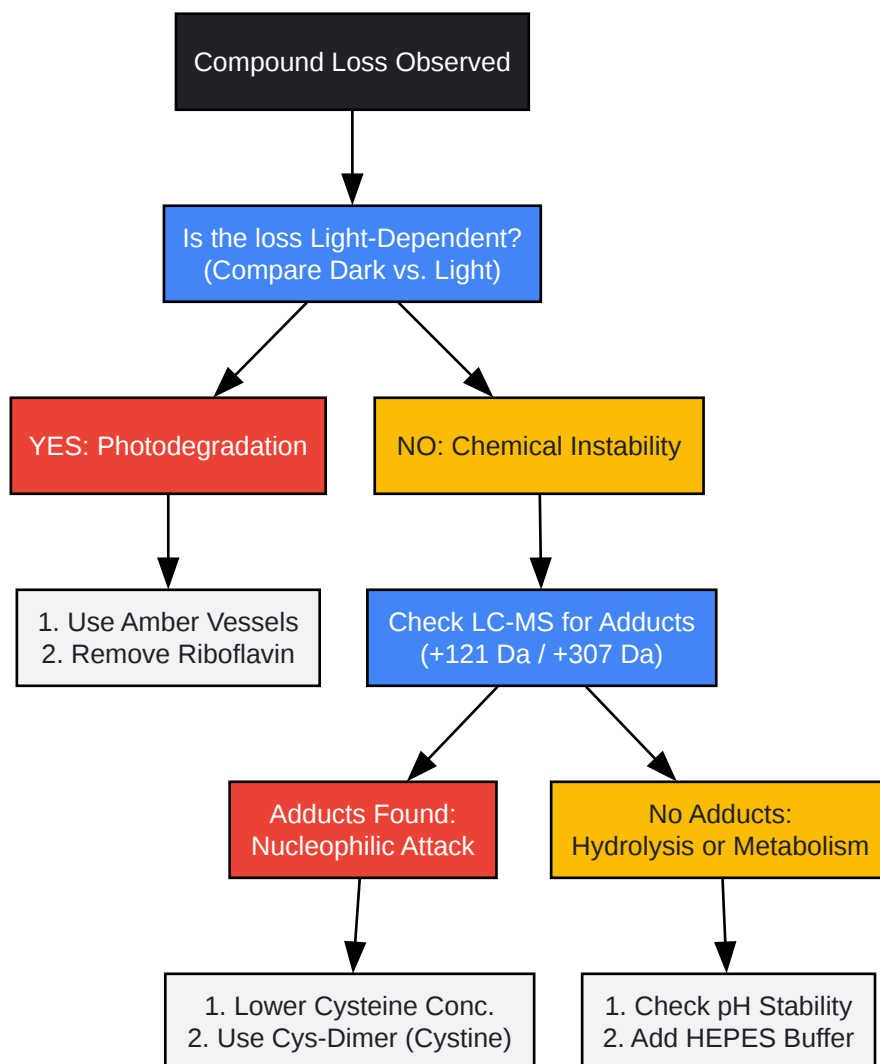 Compound Loss Observed
Is the loss Light-Dependent?
(Compare Dark vs. Light)
YES: Photodegradation
NO: Chemical Instability
1. Use Amber Vessels
2. Remove Riboflavin
Check LC-MS for Adducts
(+121 Da / +307 Da)
Adducts Found:
Nucleophilic Attack
No Adducts:
Hydrolysis or Metabolism
1. Lower Cysteine Conc.
2. Use Cys-Dimer (Cystine)
1. Check pH Stability
2. Add HEPES Buffer